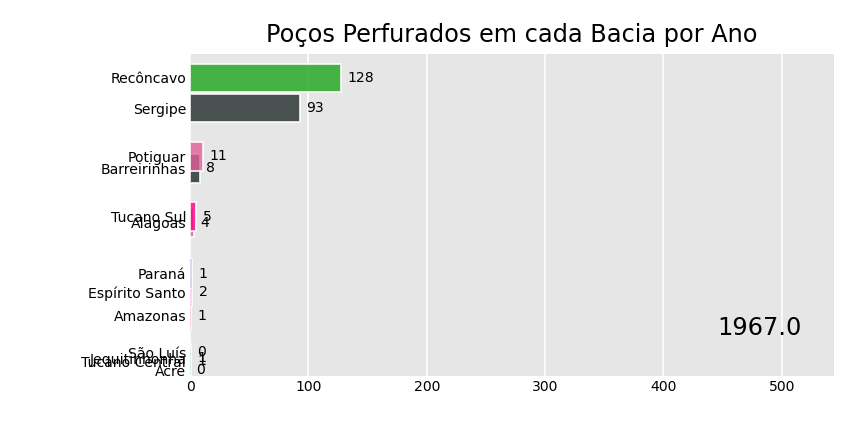 Poços Perfurados em cada Bacia por Ano
Recôncavo 128
Sergipe 93
Potiguar 11
Barreirinhas 8
Tucano Sul 5
Alagoas 4
Paraná 1
Espírito Santo 2
Amazonas 1
1967.0
São Luís 0
Jequitinhonha 1
Tucano Central
Acre 0
0 100 200 300 400 500